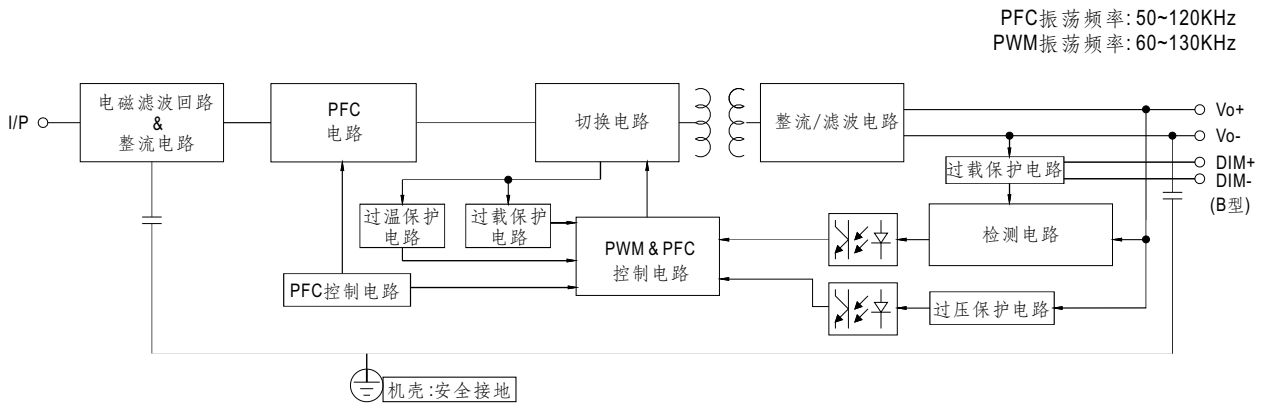 PFC振荡频率: 50~120KHz
PWM振荡频率: 60~130KHz
I/P
电磁滤波回路
&
整流电路
PFC
电路
切换电路
整流/滤波电路
Vo+
Vo-
DIM+
DIM-
(B型)
过载保护电路
过温保护
电路
过载保护
电路
PWM & PFC
控制电路
检测电路
PFC控制电路
过压保护电路
机壳:安全接地